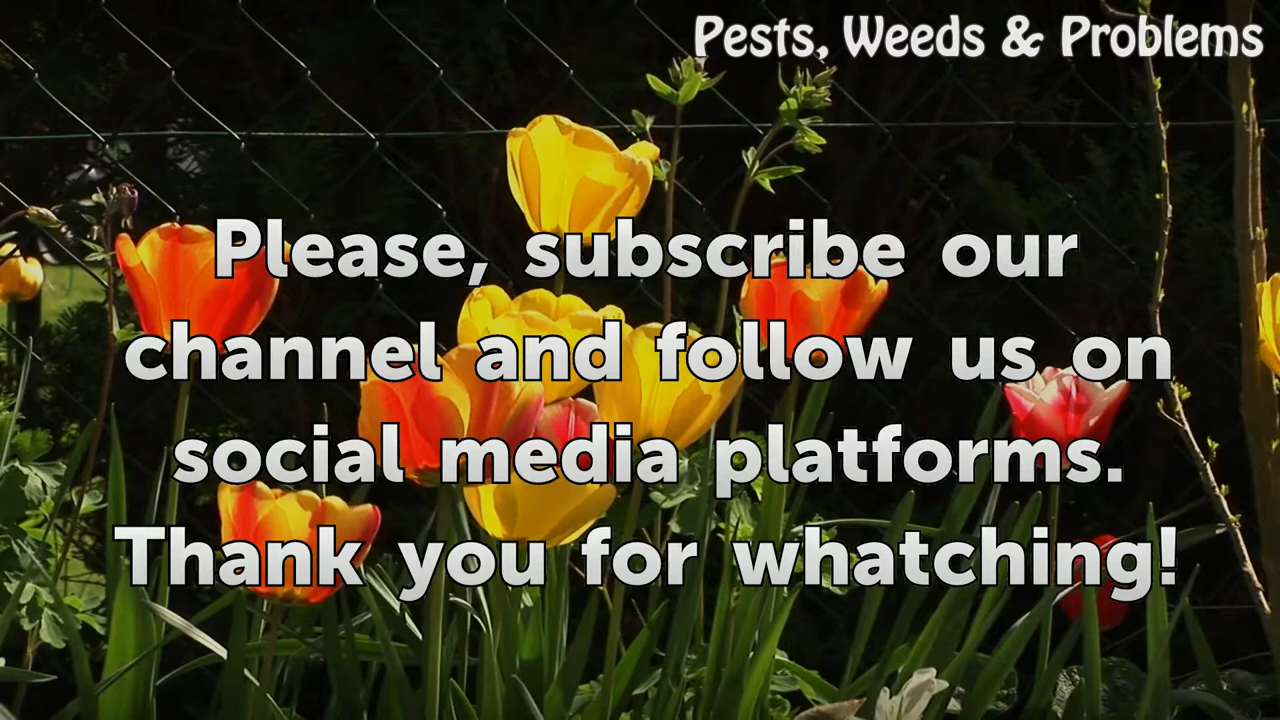 Pests, Weeds & Problems
Please, subscribe our
channel and follow us on
social media platforms.
Thank you for whatching!